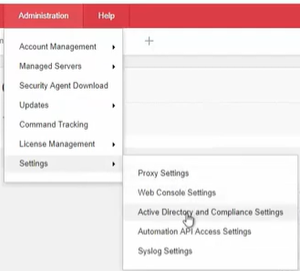 Administration Help
Account Management
Managed Servers
Security Agent Download
Updates
Command Tracking
License Management
Settings
Proxy Settings
Web Console Settings
Active Directory and Compliance Settings
Automation API Access Settings
Syslog Settings